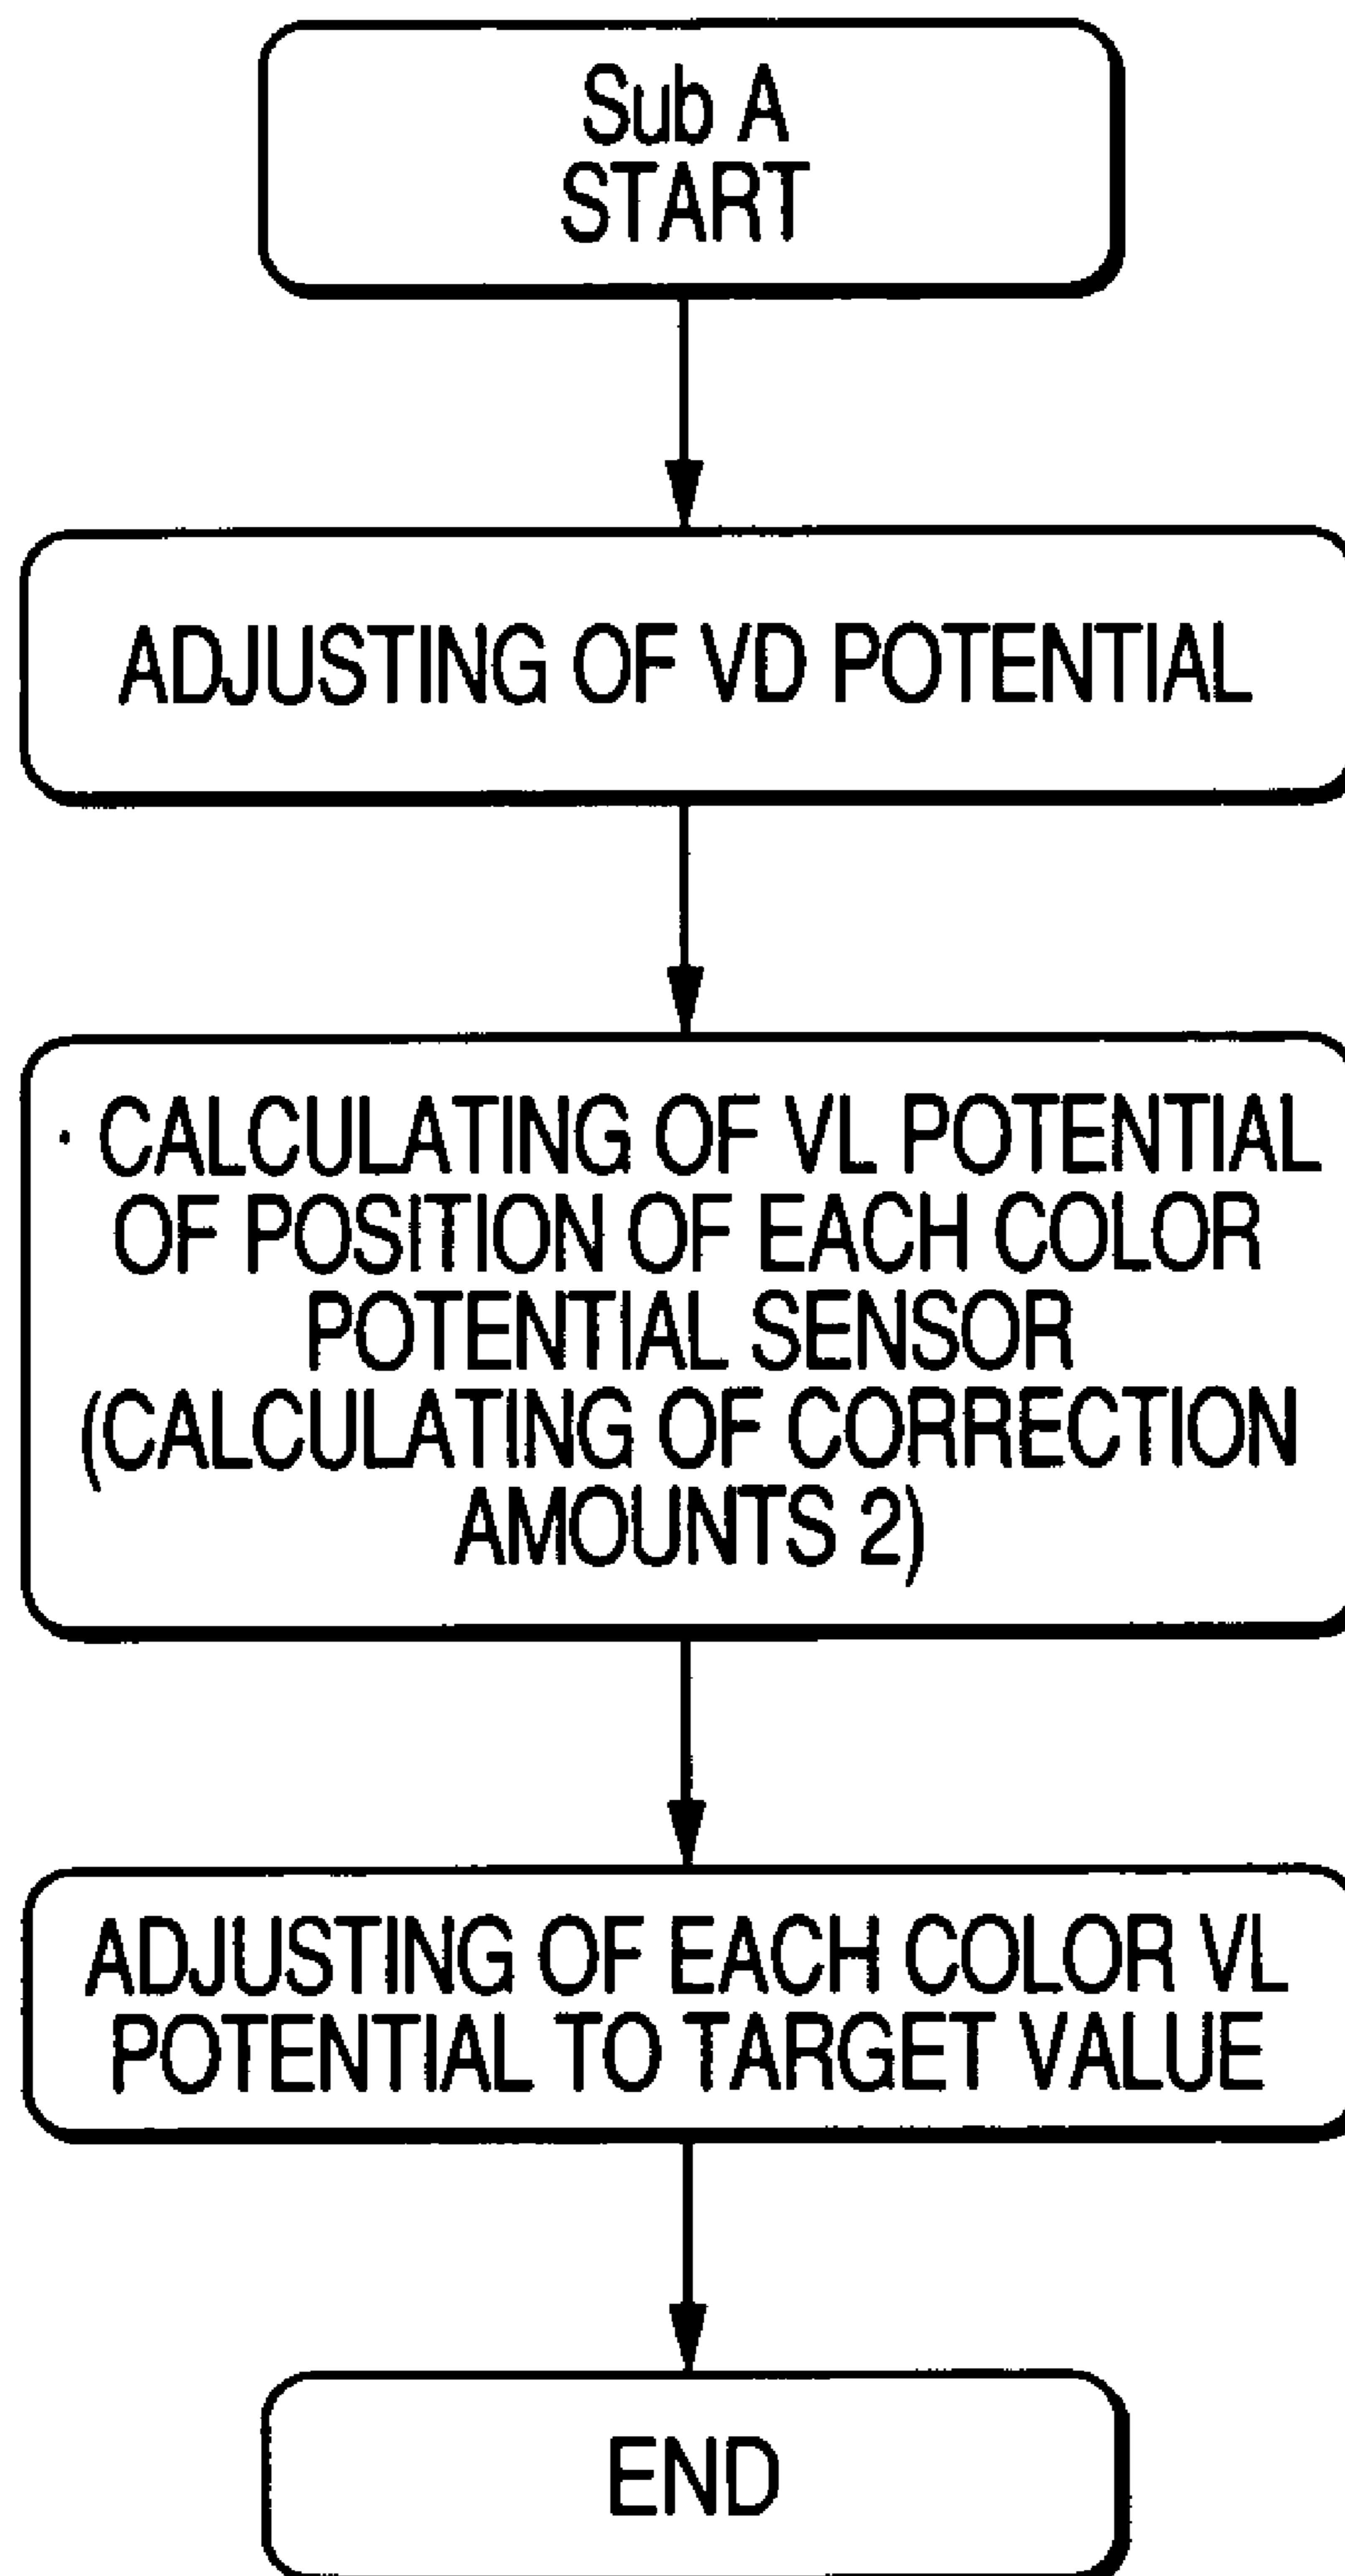 Sub A
START
ADJUSTING OF VD POTENTIAL
· CALCULATING OF VL POTENTIAL
OF POSITION OF EACH COLOR
POTENTIAL SENSOR
(CALCULATING OF CORRECTION
AMOUNTS 2)
ADJUSTING OF EACH COLOR VL
POTENTIAL TO TARGET VALUE
END